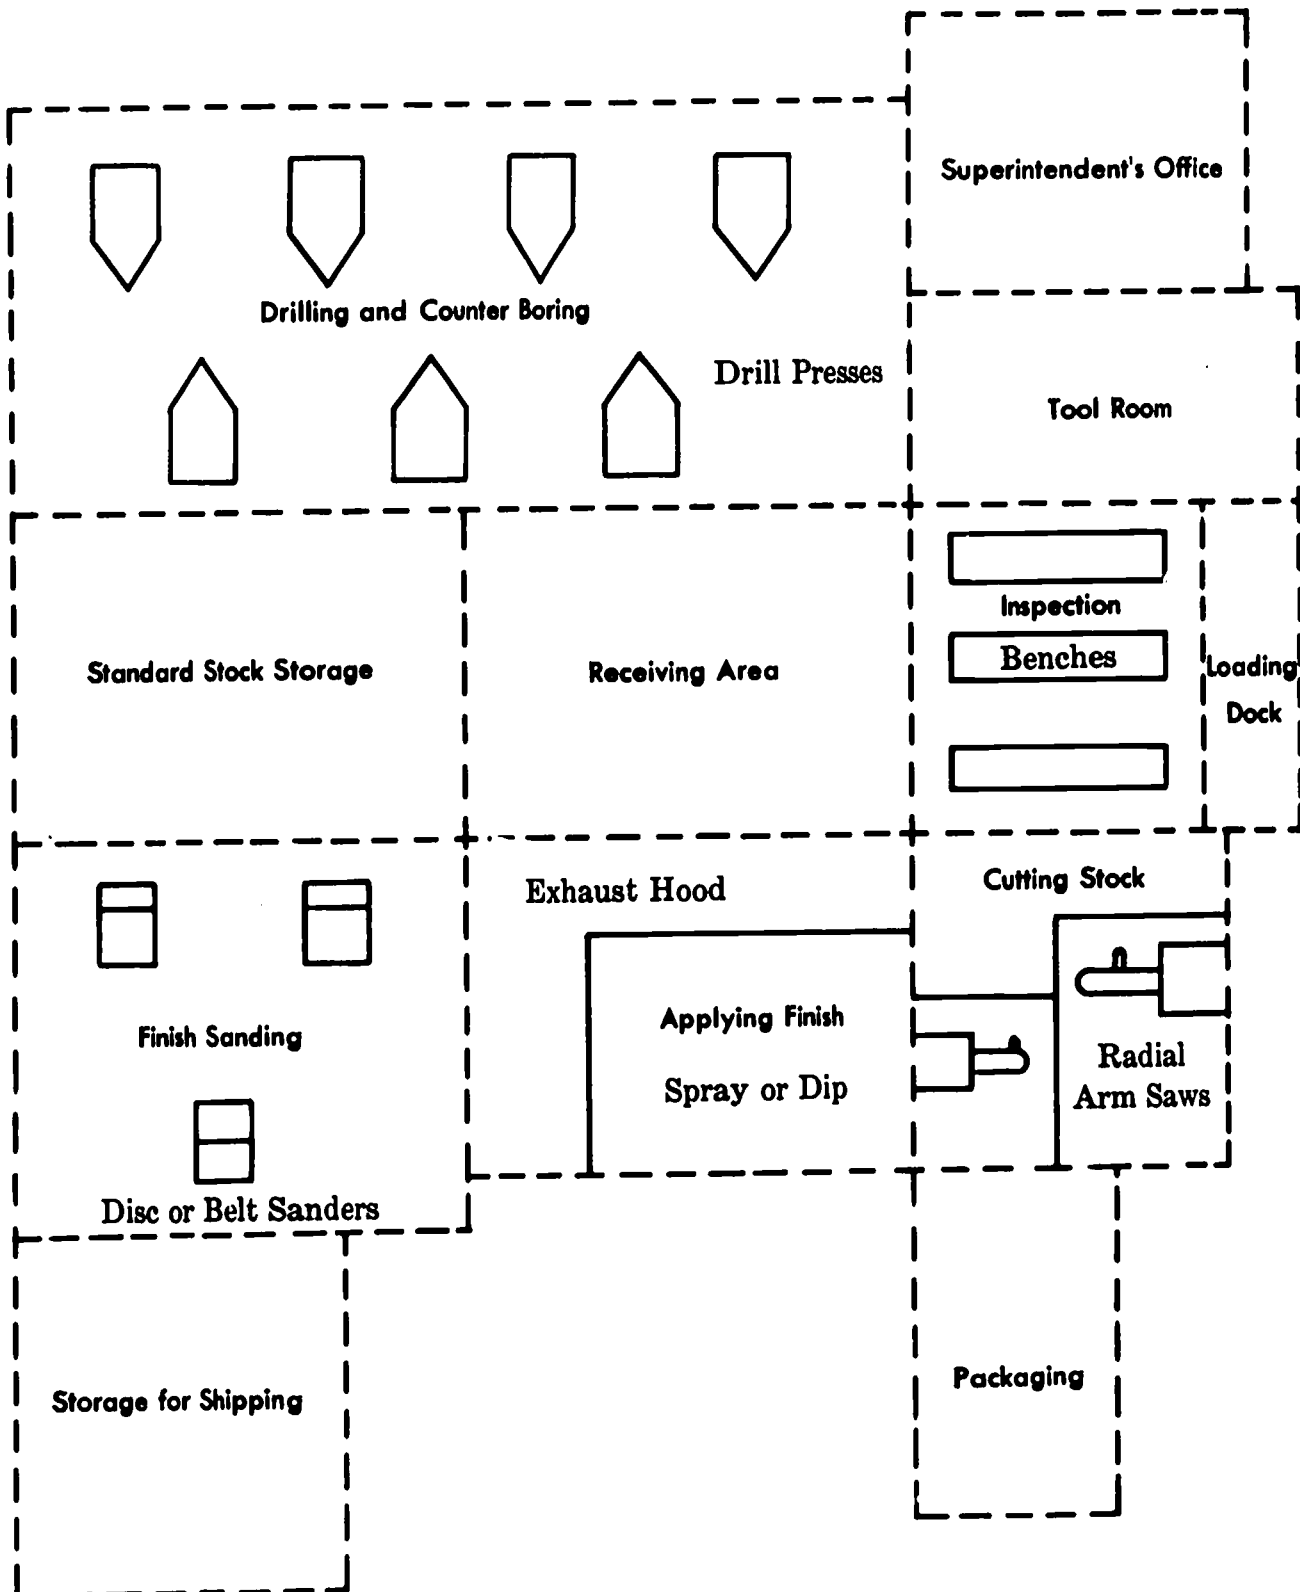 Superintendent's Office
Drilling and Counter Boring
Drill Presses
Tool Room
Standard Stock Storage
Receiving Area
Inspection
Benches
Loading
Dock
Exhaust Hood
Cutting Stock
Finish Sanding
Applying Finish
Spray or Dip
Radial
Arm Saws
Disc or Belt Sanders
Storage for Shipping
Packaging